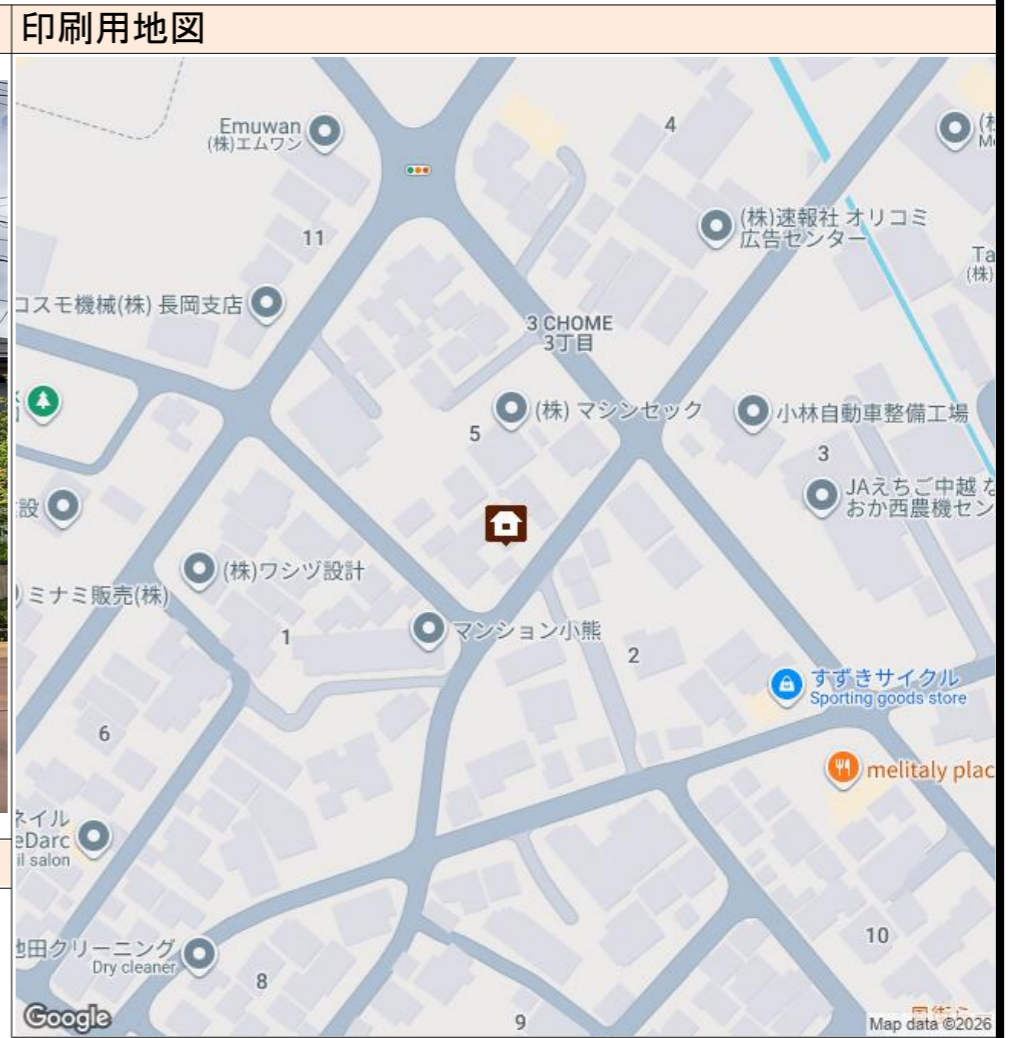 印刷用地図
Emuwan
(株)エムワン
4
(株)速報社 オリコミ
広告センター
11
Ta
(株)
コスモ機械(株) 長岡支店
3 CHOME
3丁目
(株) マシンセック
小林自動車整備工場
5
3
JAえちご中越 な
おか西農機セン
設
(株)ワシヅ設計
ミナミ販売(株)
マンション小熊
1
2
すずきサイクル
Sporting goods store
6
melitaly plac
ネイル
eDarc
il salon
池田クリーニング
Dry cleaner
10
8
9
Google
Map data ©2026